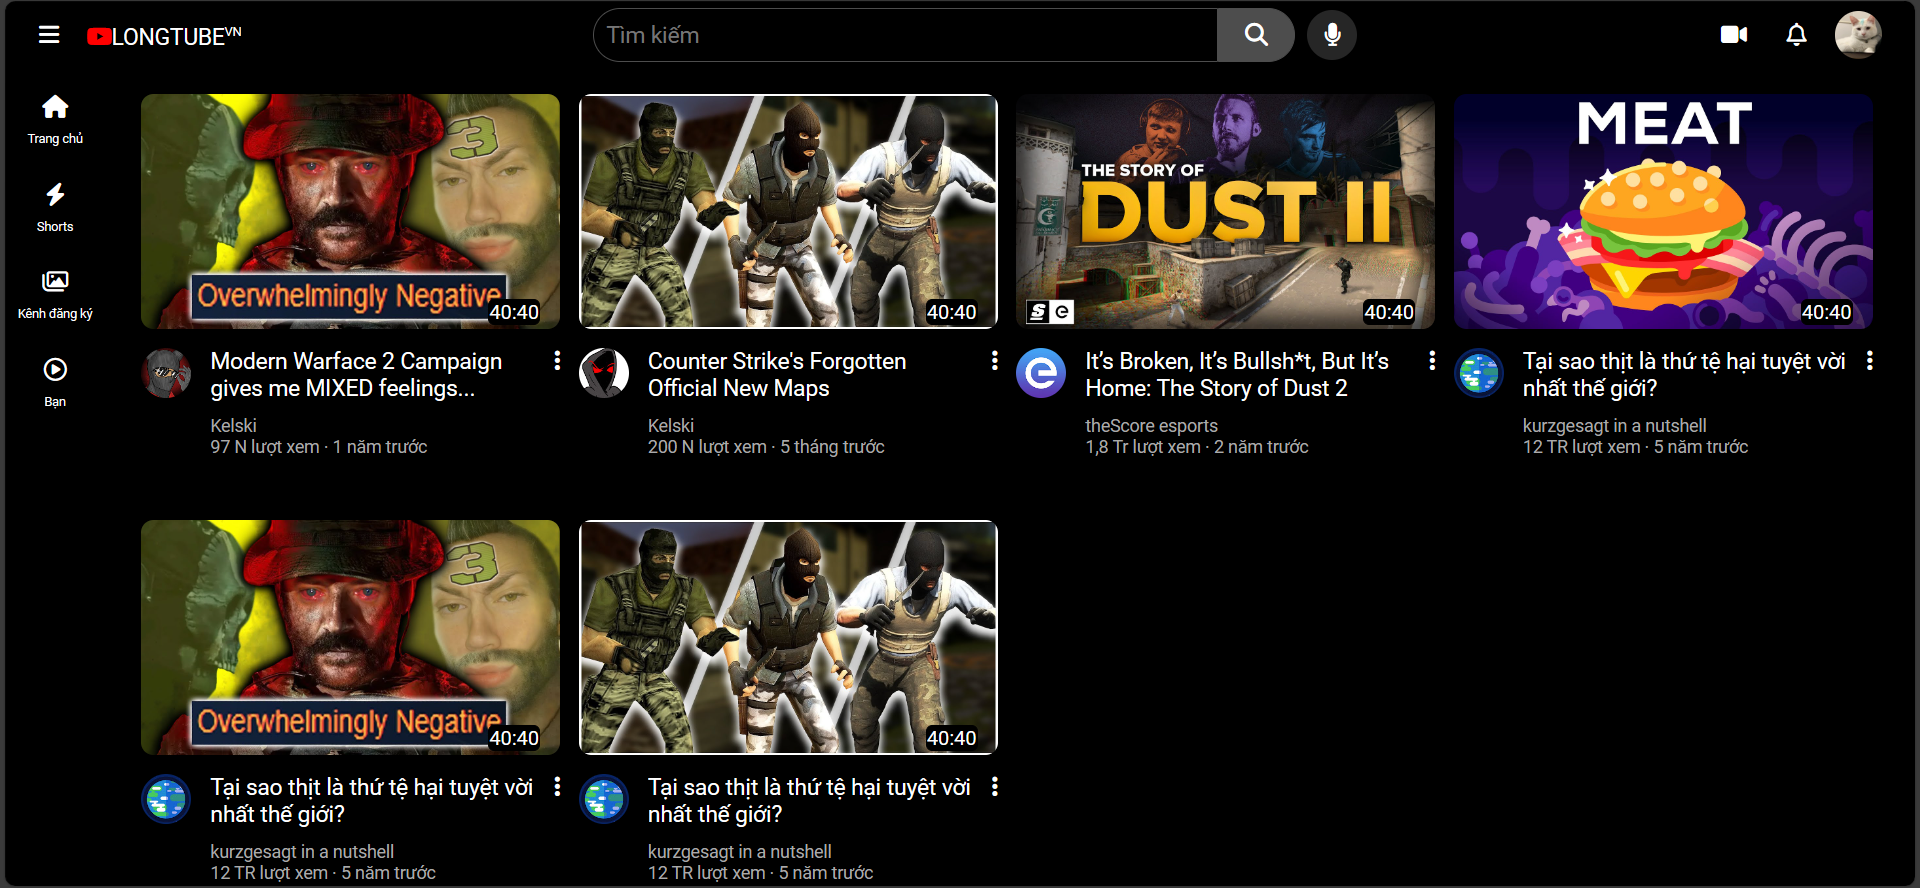 LONGTUBE VN
Tìm kiếm
Trang chủ
Shorts
Kênh đăng ký
Bạn
3
Overwhelmingly Negative
40:40
Modern Warface 2 Campaign
gives me MIXED feelings...
Kelski
97 N lượt xem · 1 năm trước
40:40
Counter Strike's Forgotten
Official New Maps
Kelski
200 N lượt xem · 5 tháng trước
THE STORY OF
DUST II
S e
40:40
e
It’s Broken, It’s Bullsh*t, But It’s
Home: The Story of Dust 2
theScore esports
1,8 Tr lượt xem · 2 năm trước
MEAT
40:40
Tại sao thịt là thứ tệ hại tuyệt vời
nhất thế giới?
kurzgesagt in a nutshell
12 TR lượt xem · 5 năm trước
3
Overwhelmingly Negative
40:40
Tại sao thịt là thứ tệ hại tuyệt vời
nhất thế giới?
kurzgesagt in a nutshell
12 TR lượt xem · 5 năm trước
40:40
Tại sao thịt là thứ tệ hại tuyệt vời
nhất thế giới?
kurzgesagt in a nutshell
12 TR lượt xem · 5 năm trước